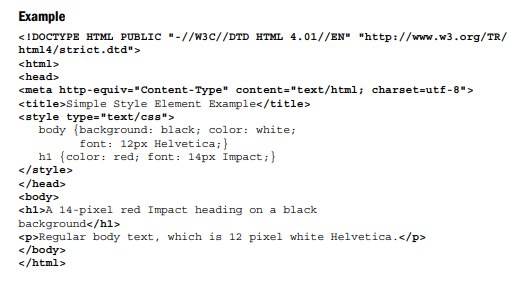 Example
<!DOCTYPE HTML PUBLIC "-//W3C//DTD HTML 4.01//EN" "http://www.w3.org/TR/
html4/strict.dtd">
<html>
<head>
<meta http-equiv="Content-Type" content="text/html; charset=utf-8">
<title>Simple Style Element Example</title>
<style type="text/css">
body {background: black; color: white;
font: 12px Helvetica;}
h1 {color: red; font: 14px Impact;}
</style>
</head>
<body>
<h1>A 14-pixel red Impact heading on a black
background</h1>
<p>Regular body text, which is 12 pixel white Helvetica.</p>
</body>
</html>